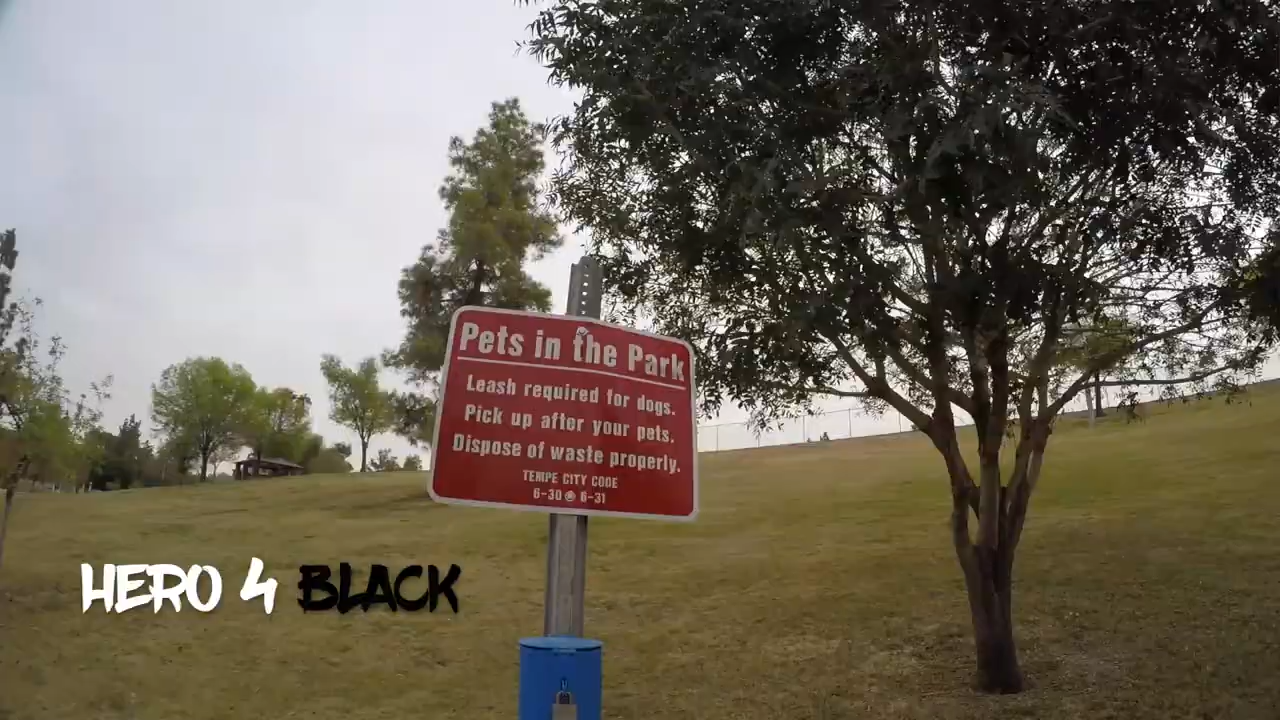 Pets in the Park
Leash required for dogs.
Pick up after your pets.
Dispose of waste properly.
TEMPE CITY CODE
6-30 6-31
HERO 4 BLACK